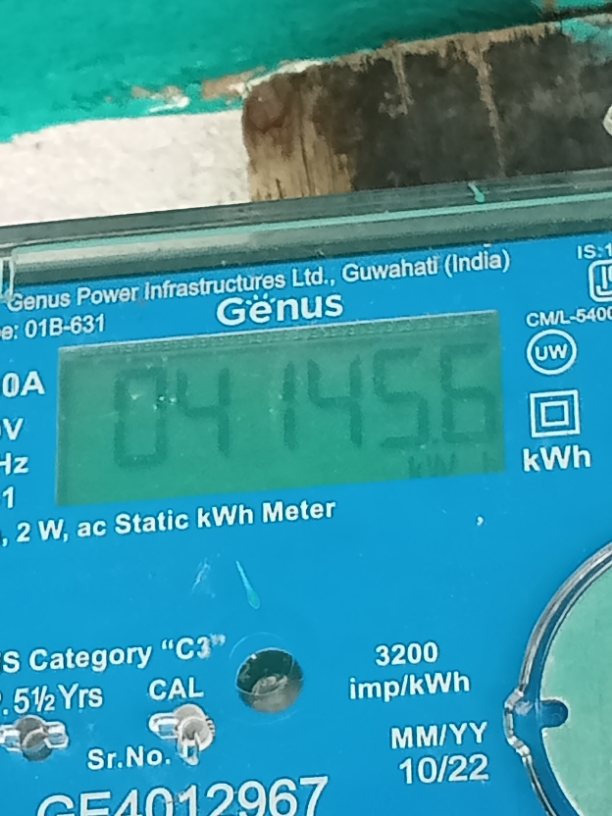 Genus Power Infrastructures Ltd., Guwahati (India)
IS:1
e: 01B-631
Genus
CM/L-5400
UW
0A
04145.6
V
Hz
kW h
kWh
1
, 2 W, ac Static kWh Meter
S Category "C3"
3200
imp/kWh
. 5½ Yrs
CAL
MM/YY
Sr.No.
10/22
GE4012967